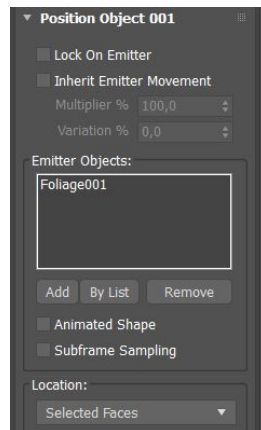 Position Object 001
Lock On Emitter
Inherit Emitter Movement
Multiplier % 100,0
Variation % 0,0
Emitter Objects:
Foliage001
Add By List Remove
Animated Shape
Subframe Sampling
Location:
Selected Faces